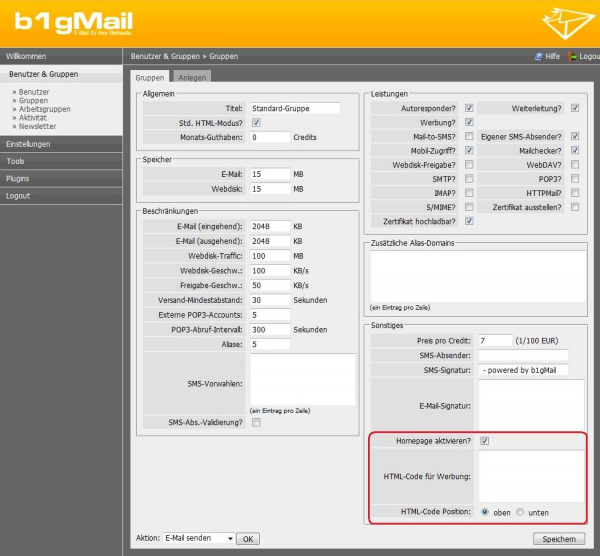 b1gMail
E-Mail für Ihre Webseite
Willkommen
Benutzer & Gruppen » Gruppen
Hilfe
Logou
Benutzer & Gruppen
» Benutzer
» Gruppen
» Arbeitsgruppen
» Aktivität
» Newsletter
Einstellungen
Tools
Plugins
Logout
Gruppen Anlegen
Allgemein
Titel: Standard-Gruppe
Std. HTML-Modus?
Monats-Guthaben: 0 Credits
Speicher
E-Mail: 15 MB
Webdisk: 15 MB
Beschränkungen
E-Mail (eingehend): 2048 KB
E-Mail (ausgehend): 2048 KB
Webdisk-Traffic: 100 MB
Webdisk-Geschw.: 100 KB/s
Freigabe-Geschw.: 50 KB/s
Versand-Mindestabstand: 30 Sekunden
Externe POP3-Accounts: 5
POP3-Abruf-Intervall: 300 Sekunden
Aliase: 5
SMS-Vorwahlen:
(ein Eintrag pro Zeile)
SMS-Abs.-Validierung?
Leistungen
Autoresponder? Weiterleitung?
Werbung?
Mail-to-SMS? Eigener SMS-Absender?
Mobil-Zugriff? Mailchecker?
Webdisk-Freigabe? WebDAV?
SMTP? POP3?
IMAP? HTTPMail?
S/MIME? Zertifikat ausstellen?
Zertifikat hochladbar?
Zusätzliche Alias-Domains
(ein Eintrag pro Zeile)
Sonstiges
Preis pro Credit: 7 (1/100 EUR)
SMS-Absender:
SMS-Signatur: - powered by b1gMail
E-Mail-Signatur:
Homepage aktivieren?
HTML-Code für Werbung:
HTML-Code Position: oben unten
Aktion: E-Mail senden OK
Speichern